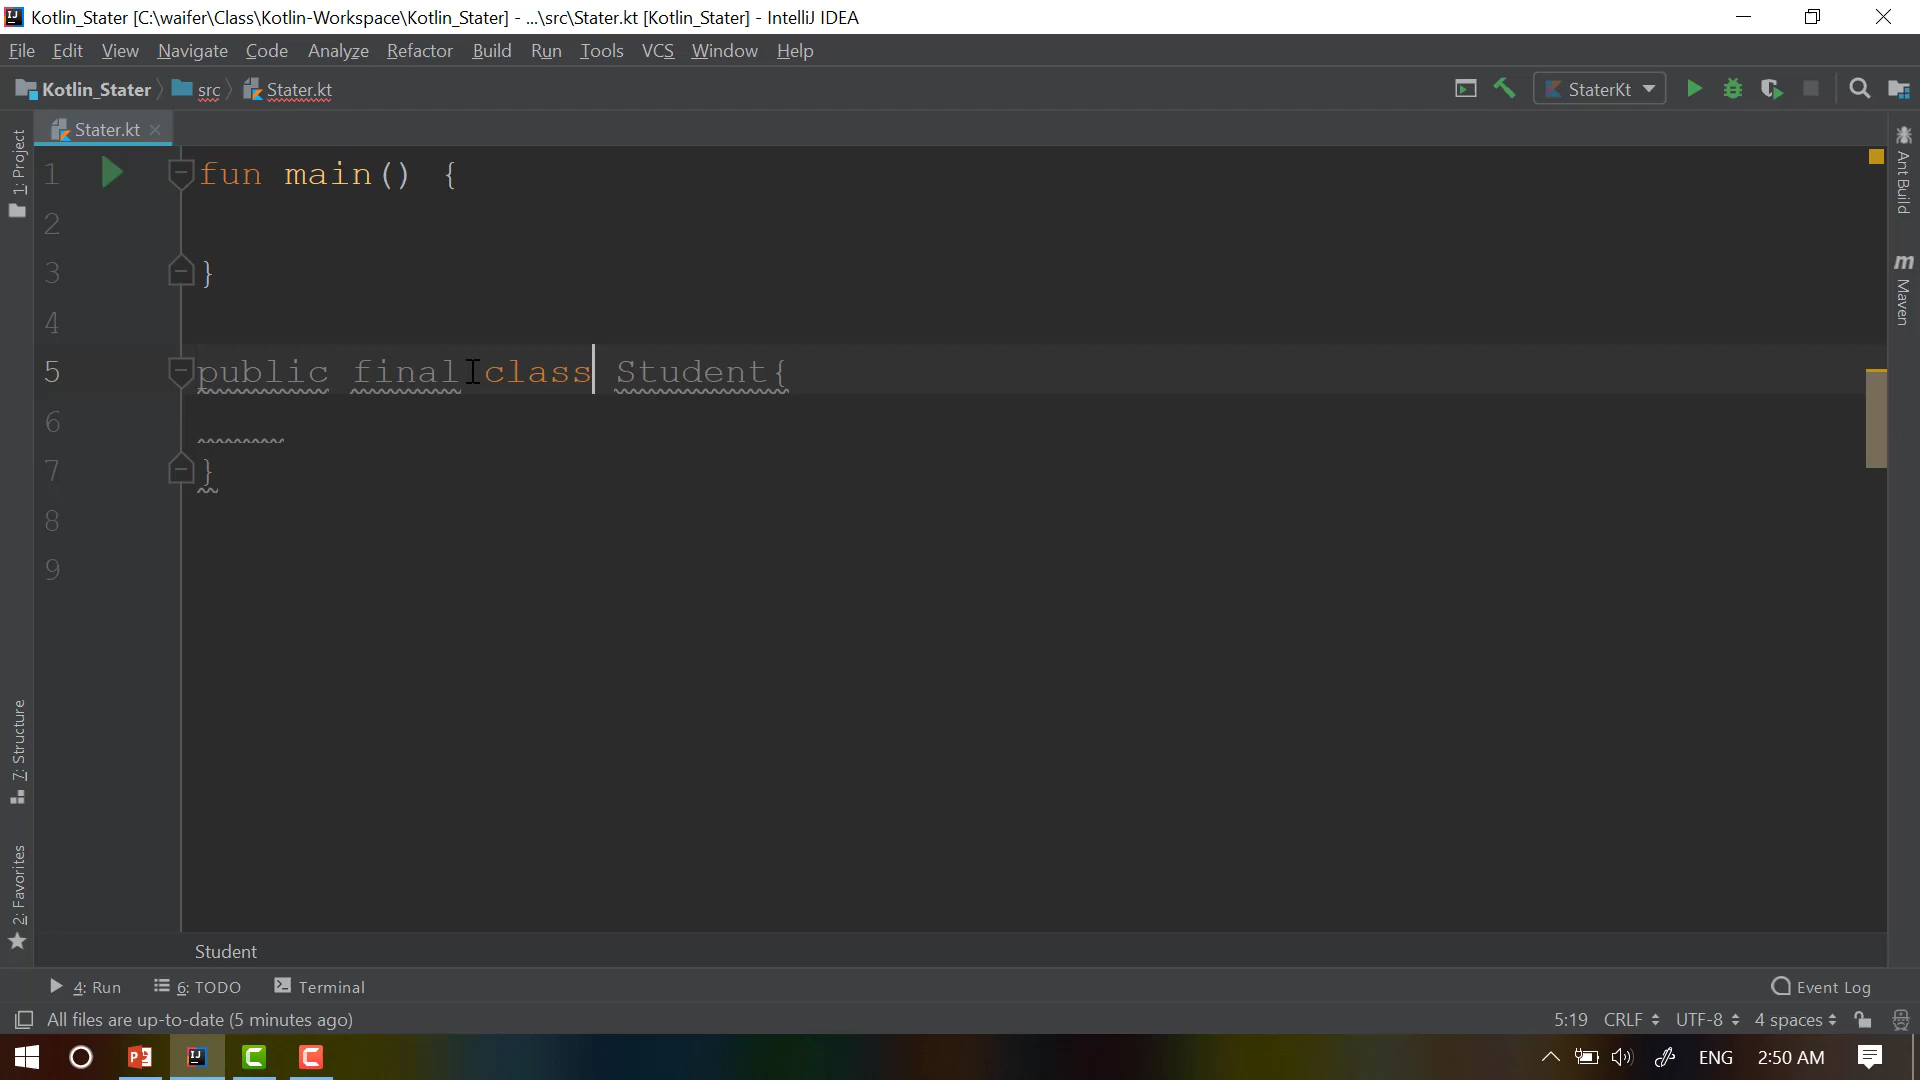 Kotlin_Stater [C:\waifer\Class\Kotlin-Workspace\Kotlin_Stater] - ...\src\Stater.kt [Kotlin_Stater] - IntelliJ IDEA
File Edit View Navigate Code Analyze Refactor Build Run Tools VCS Window Help
Kotlin_Stater src Stater.kt StaterKt
Stater.kt
1: Project
Ant Build
Maven
1 fun main() {
2
3 }
4
5 public final class Student{
6
7 }
8
9
7: Structure
2: Favorites
Student
4: Run 6: TODO Terminal Event Log
All files are up-to-date (5 minutes ago) 5:19 CRLF UTF-8 4 spaces
ENG 2:50 AM